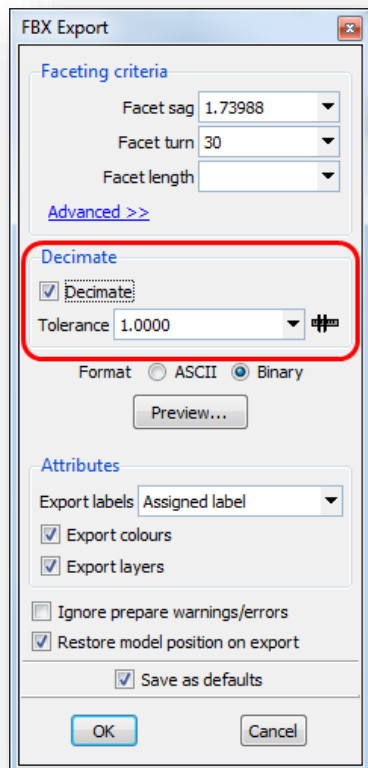 FBX Export
Faceting criteria
Facet sag 1.73988
Facet turn 30
Facet length
Advanced >>
Decimate
Decimate
Tolerance 1.0000
Format ASCII Binary
Preview...
Attributes
Export labels Assigned label
Export colours
Export layers
Ignore prepare warnings/errors
Restore model position on export
Save as defaults
OK Cancel